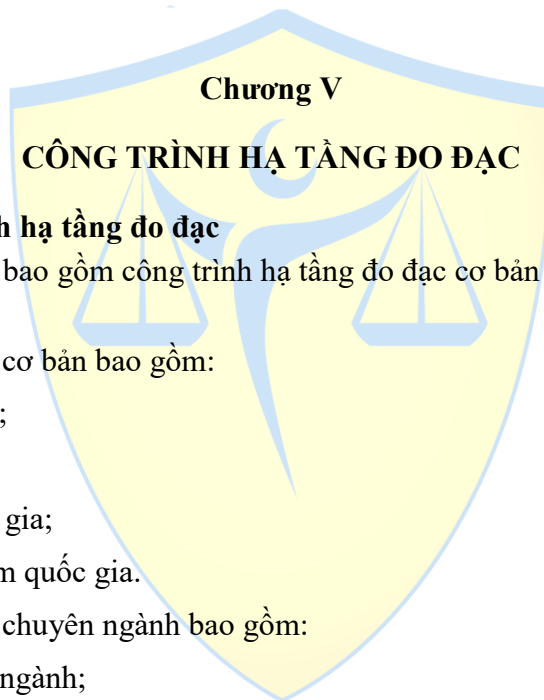 Chương V
CÔNG TRÌNH HẠ TẦNG ĐO ĐẠC
h hạ tầng đo đạc
bao gồm công trình hạ tầng đo đạc cơ bản
cơ bản bao gồm:
;
gia;
m quốc gia.
chuyên ngành bao gồm:
ngành;